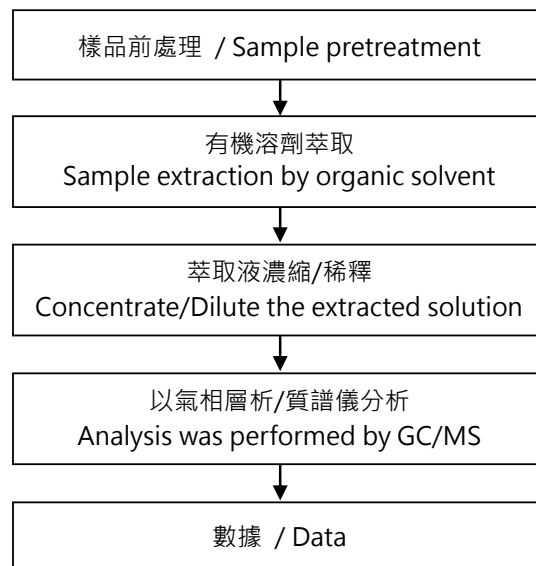 樣品前處理 / Sample pretreatment
有機溶劑萃取
Sample extraction by organic solvent
萃取液濃縮/稀釋
Concentrate/Dilute the extracted solution
以氣相層析/質譜儀分析
Analysis was performed by GC/MS
數據 / Data